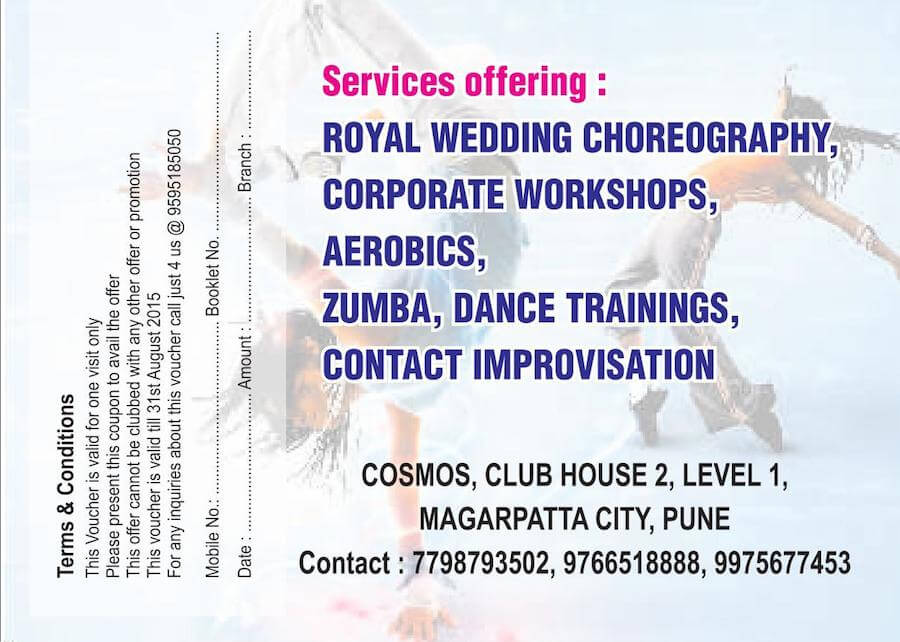 Terms & Conditions
This Voucher is valid for one visit only
Please present this coupon to avail the offer
This offer cannot be clubbed with any other offer or promotion
This voucher is valid till 31st August 2015
For any inquiries about this voucher call just 4 us @ 9595185050
Mobile No.: .................................... Booklet No. ....................................
Date : .................................... Amount : .................................... Branch : ....................
Services offering :
ROYAL WEDDING CHOREOGRAPHY,
CORPORATE WORKSHOPS,
AEROBICS,
ZUMBA, DANCE TRAININGS,
CONTACT IMPROVISATION
COSMOS, CLUB HOUSE 2, LEVEL 1,
MAGARPATTA CITY, PUNE
Contact : 7798793502, 9766518888, 9975677453